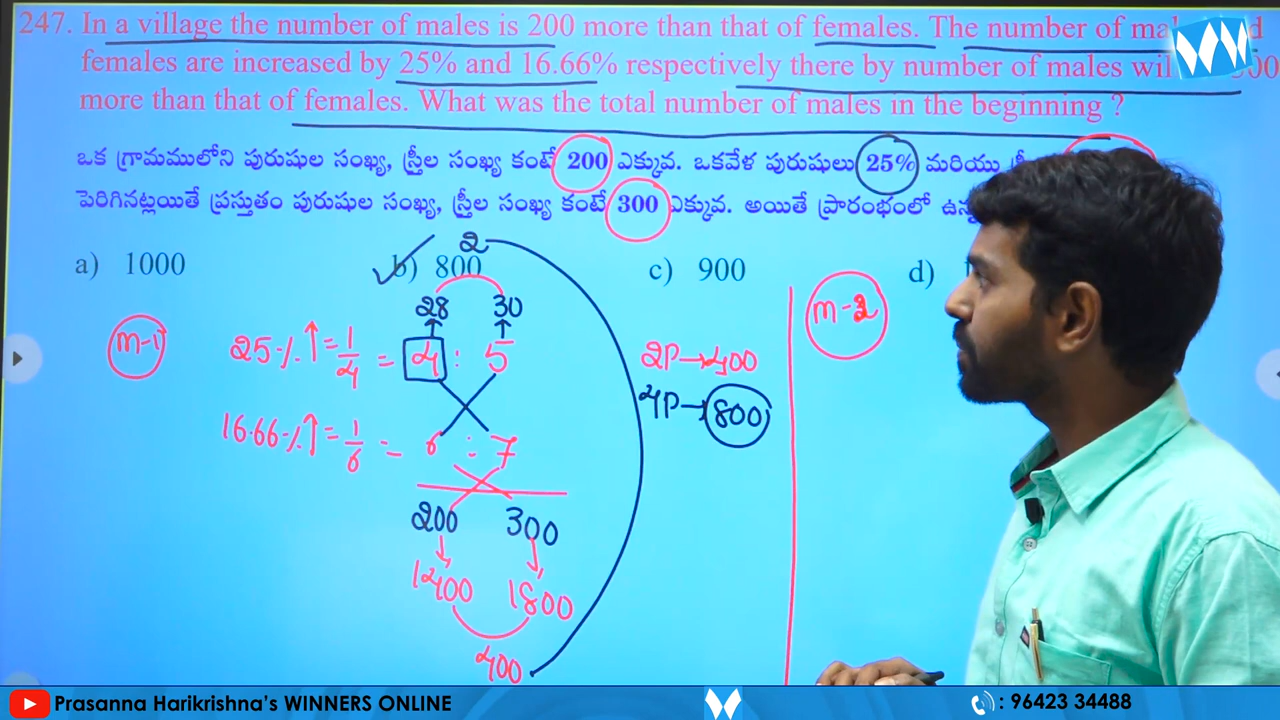 247. In a village the number of males is 200 more than that of females. The number of
females are increased by 25% and 16.66% respectively there by number of males
more than that of females. What was the total number of males in the beginning ?
ఒక గ్రామములోని పురుషుల సంఖ్య, స్త్రీల సంఖ్య కంటే 200 ఎక్కువ. ఒకవేళ పురుషులు 25% మరియు
పెరిగినట్లయితే ప్రస్తుతం పురుషుల సంఖ్య, స్త్రీల సంఖ్య కంటే 300 ఎక్కువ. అయితే ప్రారంభంలో
2
a) 1000 b) 800 c) 900 d)
28 30
M-1
M-2
25%↑ = 1/4 = 4 : 5
2P→400
4P→800
16.66%↑ = 1/6 = 6 : 7
200 300
1400 1800
400
Prasanna Harikrishna's WINNERS ONLINE
: 96423 34488